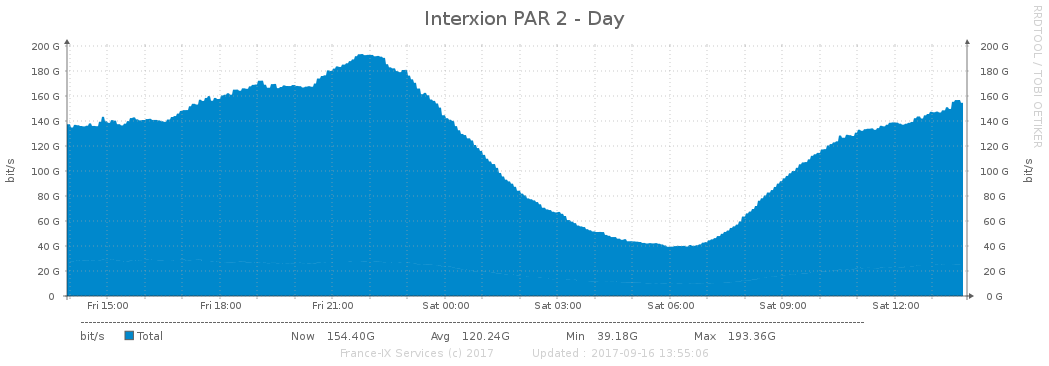 Interxion PAR 2 - Day
RRDTOOL / TOBI OETIKER
bit/s
200 G 200 G
180 G 180 G
160 G 160 G
140 G 140 G
120 G 120 G
100 G 100 G
80 G 80 G
60 G 60 G
40 G 40 G
20 G 20 G
0 0 G
bit/s
Fri 15:00 Fri 18:00 Fri 21:00 Sat 00:00 Sat 03:00 Sat 06:00 Sat 09:00 Sat 12:00
bit/s Total Now 154.40G Avg 120.24G Min 39.18G Max 193.36G
France-IX Services (c) 2017 Updated : 2017-09-16 13:55:06